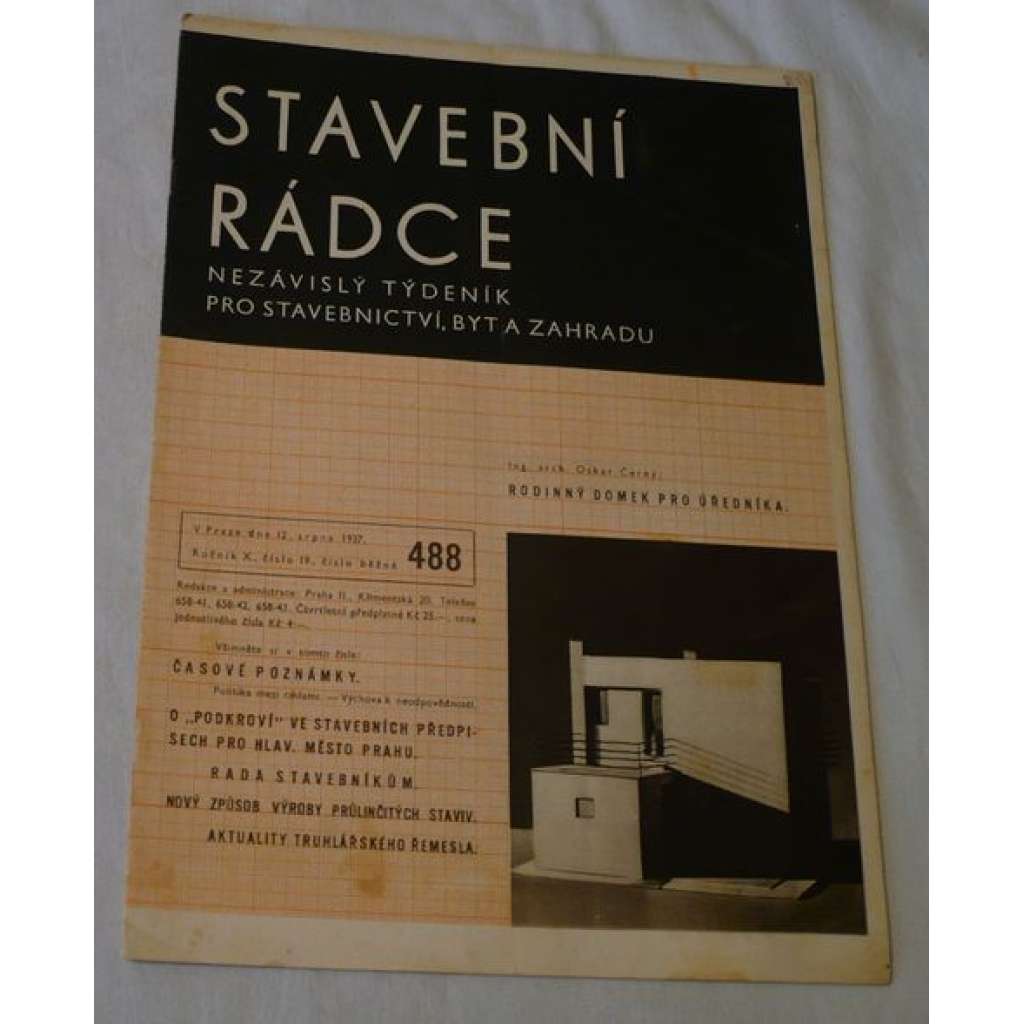 STAVEBNÍ
RÁDCE
NEZÁVISLÝ TÝDENÍK
PRO STAVEBNICTVÍ, BYT A ZAHRADU
Ing. arch. Oskar Černý:
RODINNÝ DOMEK PRO ÚŘEDNÍKA.
V Praze dne 12. srpna 1937.
Ročník X, číslo 19, číslo běžné 488
Redakce a administrace: Praha II., Klimentská 20. Telefon
658-41, 658-42, 658-43. Čtvrtletní předplatné Kč 25.—, cena
jednotlivého čísla Kč 4.—.
Všimněte si v tomto čísle:
ČASOVÉ POZNÁMKY.
Politika mezi cihlami. — Výchova k neodpovědnosti.
O „PODKROVÍ" VE STAVEBNÍCH PŘEDPI-
SECH PRO HLAV. MĚSTO PRAHU.
RADA STAVEBNÍKŮM.
NOVÝ ZPŮSOB VÝROBY PRŮLINČITÝCH STAVIV.
AKTUALITY TRUHLÁŘSKÉHO ŘEMESLA.